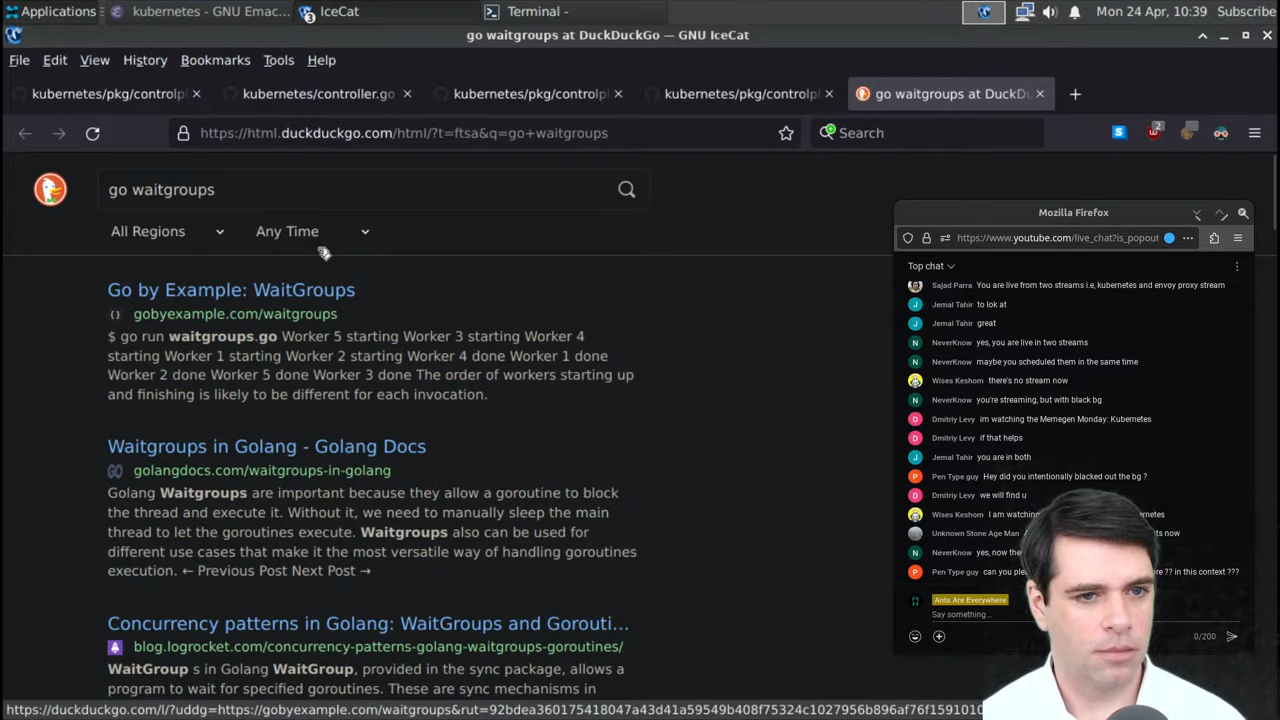 Applications
kubernetes - GNU Emac...
3
IceCat
Terminal -
Mon 24 Apr, 10:39
Subscribe
go waitgroups at DuckDuckGo — GNU IceCat
File Edit View History Bookmarks Tools Help
kubernetes/pkg/controlpl
kubernetes/controller.go
kubernetes/pkg/controlpl
kubernetes/pkg/controlpl
go waitgroups at DuckDu
https://html.duckduckgo.com/html/?t=ftsa&q=go+waitgroups
Search
2
go waitgroups
All Regions
Any Time
Go by Example: WaitGroups
gobyexample.com/waitgroups
$ go run waitgroups.go Worker 5 starting Worker 3 starting Worker 4
starting Worker 1 starting Worker 2 starting Worker 4 done Worker 1 done
Worker 2 done Worker 5 done Worker 3 done The order of workers starting up
and finishing is likely to be different for each invocation.
Waitgroups in Golang - Golang Docs
golangdocs.com/waitgroups-in-golang
Golang Waitgroups are important because they allow a goroutine to block
the thread and execute it. Without it, we need to manually sleep the main
thread to let the goroutines execute. Waitgroups also can be used for
different use cases that make it the most versatile way of handling goroutines
execution. ← Previous Post Next Post →
Concurrency patterns in Golang: WaitGroups and Gorouti...
blog.logrocket.com/concurrency-patterns-golang-waitgroups-goroutines/
WaitGroup s in Golang WaitGroup, provided in the sync package, allows a
program to wait for specified goroutines. These are sync mechanisms in
https://duckduckgo.com/l/?uddg=https://gobyexample.com/waitgroups&rut=92bdea360175418047a43d41a59549b408f75324c1027956b896af6f1591010
Mozilla Firefox
https://www.youtube.com/live_chat?is_popout
Top chat
Sajad Parra You are live from two streams i.e, kubernetes and envoy proxy stream
Jemal Tahir to lok at
Jemal Tahir great
NeverKnow yes, you are live in two streams
NeverKnow maybe you scheduled them in the same time
Wises Keshom there's no stream now
NeverKnow you're streaming, but with black bg
Dmitriy Levy im watching the Memegen Monday: Kubernetes
Dmitriy Levy if that helps
Jemal Tahir you are in both
Pen Type guy Hey did you intentionally blacked out the bg ?
Dmitriy Levy we will find u
Wises Keshom I am watching
Unknown Stone Age Man
ts now
NeverKnow yes, now the
Pen Type guy can you
?? in this context ???
Ants Are Everywhere
Say something...
0/200